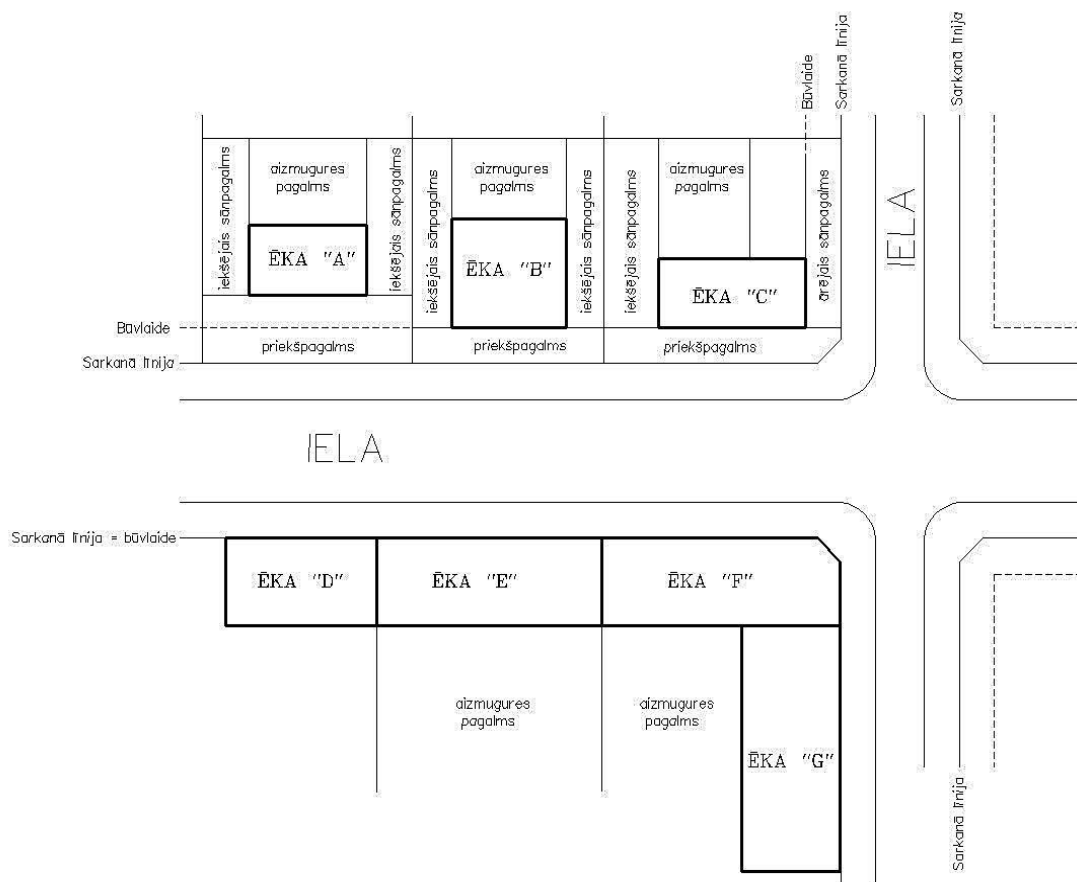 Būvlaide
Sarkanā līnija
Sarkanā līnija
iekšējais sānpagalms
aizmugures
pagalms
iekšējais sānpagalms
iekšējais sānpagalms
aizmugures
pagalms
iekšējais sānpagalms
iekšējais sānpagalms
aizmugures
pagalms
ārējais sānpagalms
IELA
ĒKA "A"
ĒKA "B"
ĒKA "C"
Būvlaide
priekšpagalms
priekšpagalms
priekšpagalms
Sarkanā līnija
IELA
Sarkanā līnija = būvlaide
ĒKA "D"
ĒKA "E"
ĒKA "F"
aizmugures
pagalms
aizmugures
pagalms
ĒKA "G"
Sarkanā līnija